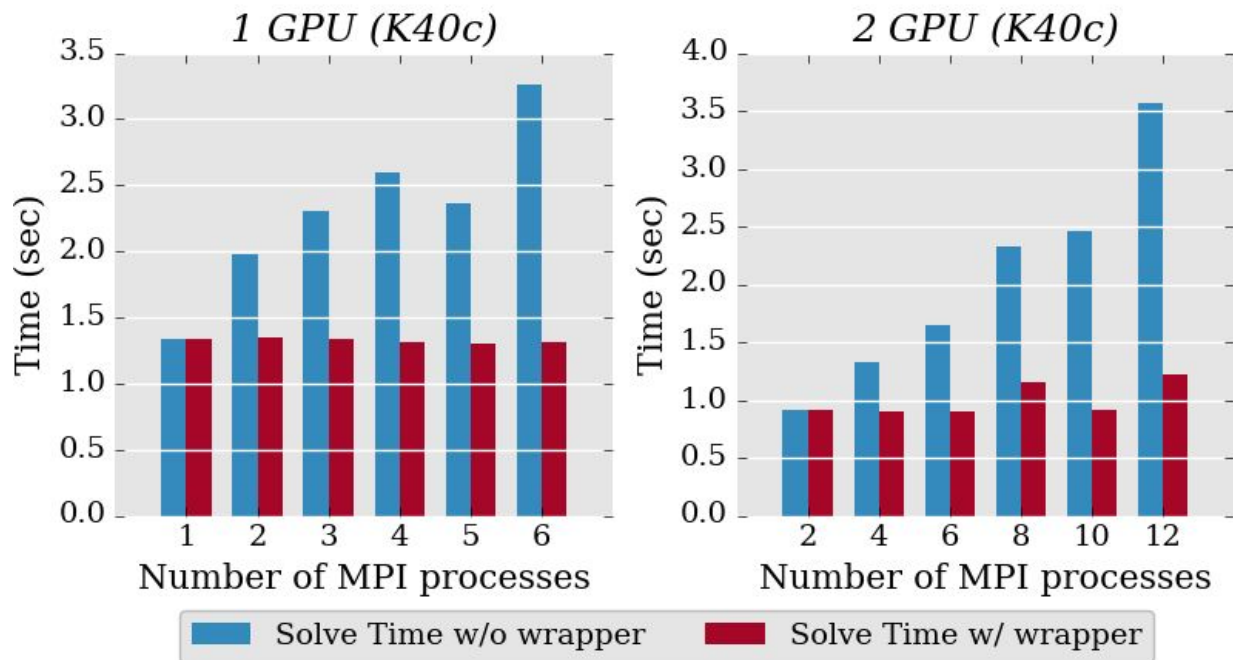 1 GPU (K40c)
3.5
3.0
2.5
2.0
1.5
1.0
0.5
0.0
Time (sec)
1 2 3 4 5 6
Number of MPI processes
2 GPU (K40c)
4.0
3.5
3.0
2.5
2.0
1.5
1.0
0.5
0.0
Time (sec)
2 4 6 8 10 12
Number of MPI processes
Solve Time w/o wrapper
Solve Time w/ wrapper